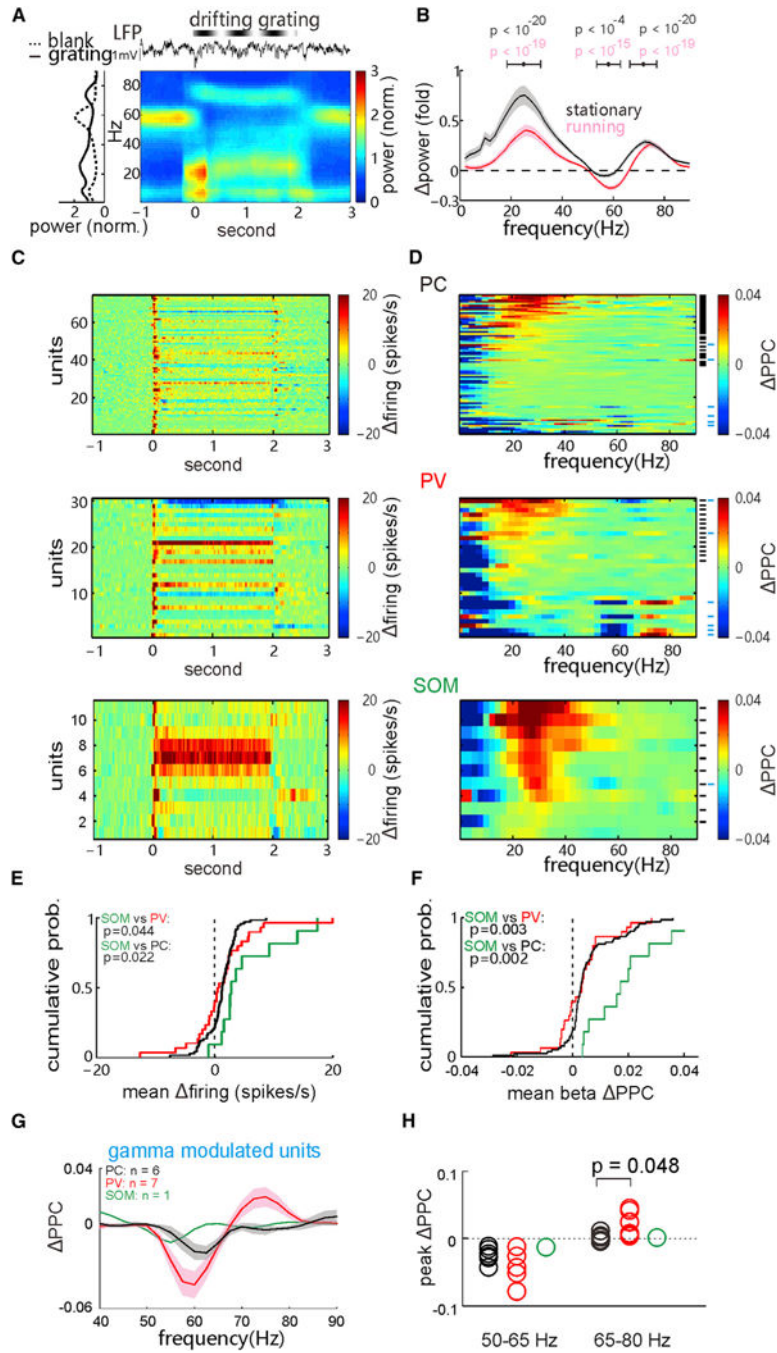 A
LFP
drifting grating
blank
grating
1mV
Hz
80
60
40
20
power (norm.)
3
2
1
0
2
0
power (norm.)
-1
0
1
2
3
second
B
p < 10-20
p < 10-4
p < 10-20
p < 10-19
p < 10-15
p < 10-19
Δpower (fold)
1
0.5
0
-0.3
stationary
running
0
20
40
60
80
frequency(Hz)
C
units
60
40
20
−1
0
1
2
3
second
20
0
−20
Δfiring (spikes/s)
D
PC
20
40
60
80
frequency(Hz)
0.04
0.02
0
−0.02
−0.04
ΔPPC
units
30
20
10
−1
0
1
2
3
second
20
0
−20
Δfiring (spikes/s)
PV
20
40
60
80
frequency(Hz)
0.04
0.02
0
−0.02
−0.04
ΔPPC
units
10
8
6
4
2
−1
0
1
2
3
second
20
0
−20
Δfiring (spikes/s)
SOM
20
40
60
80
frequency(Hz)
0.04
0.02
0
−0.02
−0.04
ΔPPC
E
cumulative prob.
1
0.5
0
SOM vs PV:
p=0.044
SOM vs PC:
p=0.022
−20
0
20
mean Δfiring (spikes/s)
F
cumulative prob.
1
0.5
0
SOM vs PV:
p=0.003
SOM vs PC:
p=0.002
-0.04
-0.02
0
0.02
0.04
mean beta ΔPPC
G
gamma modulated units
0.04
0
-0.06
ΔPPC
PC: n = 6
PV: n = 7
SOM: n = 1
40
50
60
70
80
90
frequency(Hz)
H
p = 0.048
peak ΔPPC
0.1
0
-0.1
50-65 Hz
65-80 Hz